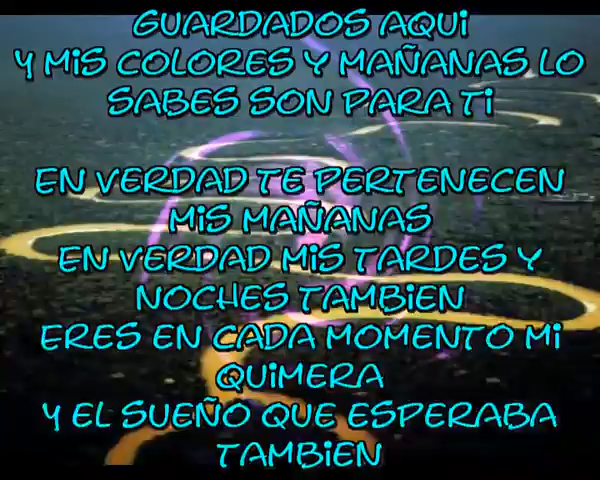 GUARDADOS AQUI
Y MIS COLORES Y MAÑANAS LO
SABES SON PARA TI
EN VERDAD TE PERTENECEN
MIS MAÑANAS
EN VERDAD MIS TARDES Y
NOCHES TAMBIEN
ERES EN CADA MOMENTO MI
QUIMERA
Y EL SUEÑO QUE ESPERABA
TAMBIEN